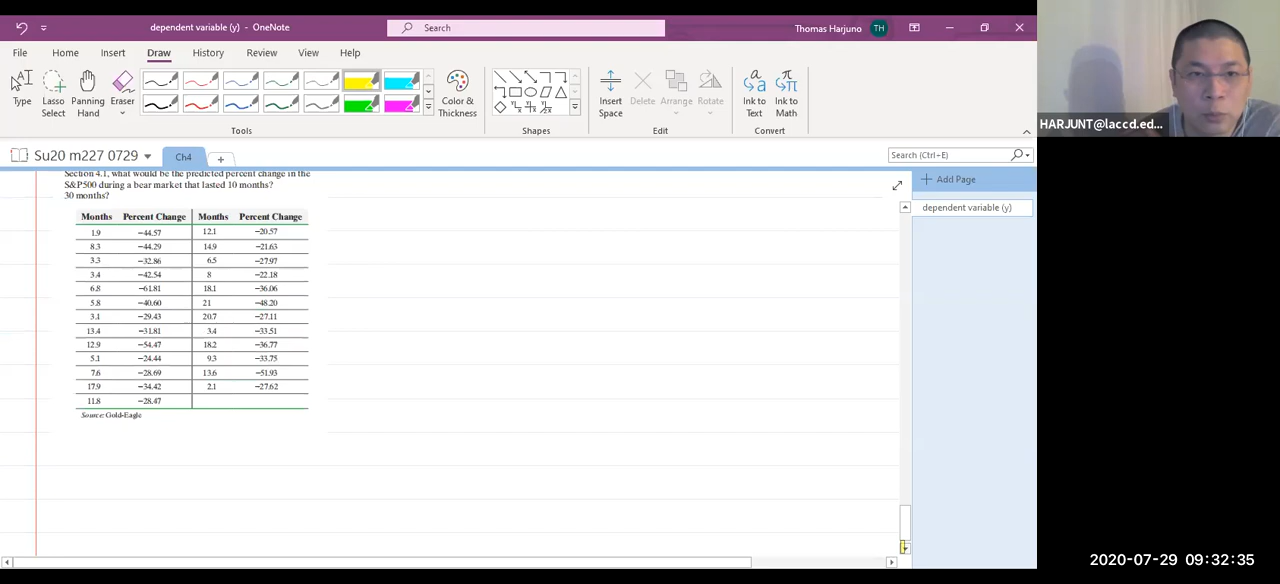 dependent variable (y) - OneNote
Search
Thomas Harjuno TH
File Home Insert Draw History Review View Help
Type Lasso Select Panning Hand Eraser
Color & Thickness
Insert Space Delete Arrange Rotate
Ink to Text Ink to Math
Tools Shapes Edit Convert
HARJUNT@laccd.ed...
Su20 m227 0729 Ch4
Search (Ctrl+E)
Add Page
dependent variable (y)
Section 4.1, what would be the predicted percent change in the
S&P500 during a bear market that lasted 10 months?
30 months?
Months Percent Change Months Percent Change
1.9 −44.57 12.1 −20.57
8.3 −44.29 14.9 −21.63
3.3 −32.86 6.5 −27.97
3.4 −42.54 8 −22.18
6.8 −61.81 18.1 −36.06
5.8 −40.60 21 −48.20
3.1 −29.43 20.7 −27.11
13.4 −31.81 3.4 −33.51
12.9 −54.47 18.2 −36.77
5.1 −24.44 9.3 −33.75
7.6 −28.69 13.6 −51.93
17.9 −34.42 2.1 −27.62
11.8 −28.47
Source: Gold-Eagle
2020-07-29 09:32:35